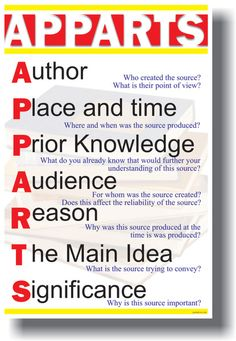 APPARTS
Author
Who created the source?
What is their point of view?
Place and time
Where and when was the source produced?
Prior Knowledge
What do you already know that would further your
understanding of this source?
Audience
For whom was the source created?
Does this affect the reliability of the source?
Reason
Why was this source produced at the
time is was produced?
The Main Idea
What is the source trying to convey?
Significance
Why is this source important?